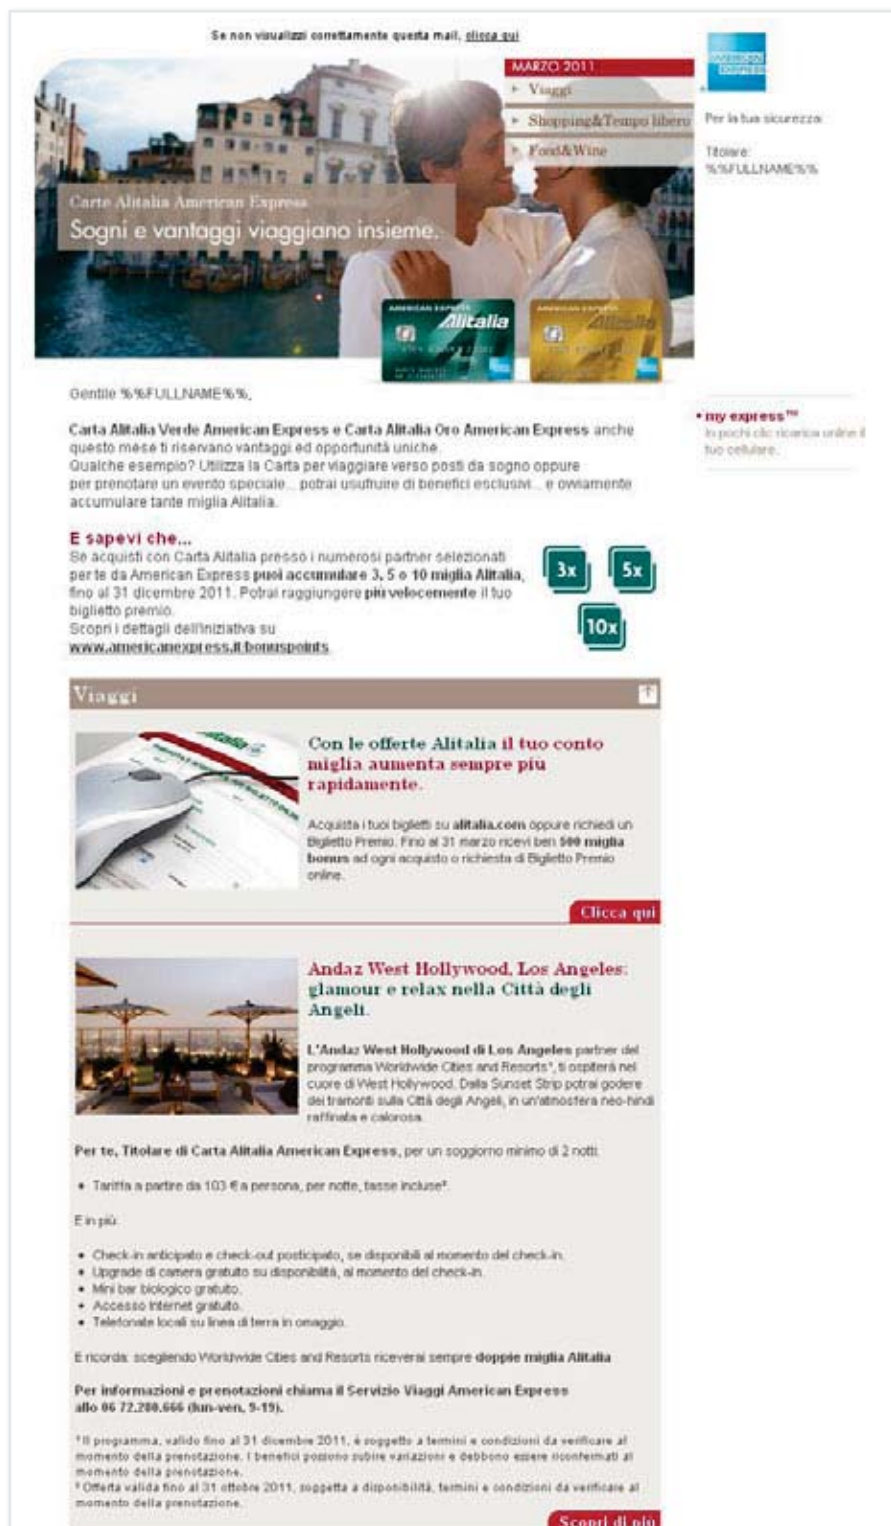 Se non visualizzi correttamente questa mail, clicca qui
MARZO 2011
Viaggi
Shopping&Tempo libero
Food&Wine
AMERICAN
EXPRESS
Per la tua sicurezza:
Titolare:
%%FULLNAME%%
Carte Alitalia American Express
Sogni e vantaggi viaggiano insieme.
AMERICAN EXPRESS
Alitalia
AMERICAN EXPRESS
Alitalia
Gentile %%FULLNAME%%,
Carta Alitalia Verde American Express e Carta Alitalia Oro American Express anche
questo mese ti riservano vantaggi ed opportunità uniche.
Qualche esempio? Utilizza la Carta per viaggiare verso posti da sogno oppure
per prenotare un evento speciale... potrai usufruire di benefici esclusivi... e ovviamente
accumulare tante miglia Alitalia.
• my express™
In pochi clic ricarica online il
tuo cellulare.
E sapevi che...
Se acquisti con Carta Alitalia presso i numerosi partner selezionati
per te da American Express puoi accumulare 3, 5 o 10 miglia Alitalia,
fino al 31 dicembre 2011. Potrai raggiungere più velocemente il tuo
biglietto premio.
Scopri i dettagli dell'iniziativa su
www.americanexpress.it/bonuspoints
3x
5x
10x
Viaggi
Con le offerte Alitalia il tuo conto
miglia aumenta sempre più
rapidamente.
Acquista i tuoi biglietti su alitalia.com oppure richiedi un
Biglietto Premio. Fino al 31 marzo ricevi ben 500 miglia
bonus ad ogni acquisto o richiesta di Biglietto Premio
online.
Clicca qui
Andaz West Hollywood, Los Angeles:
glamour e relax nella Città degli
Angeli.
L'Andaz West Hollywood di Los Angeles partner del
programma Worldwide Cities and Resorts¹, ti ospiterà nel
cuore di West Hollywood. Dalla Sunset Strip potrai godere
dei tramonti sulla Città degli Angeli, in un'atmosfera neo-hindi
raffinata e calorosa.
Per te, Titolare di Carta Alitalia American Express, per un soggiorno minimo di 2 notti:
• Tariffa a partire da 103 € a persona, per notte, tasse incluse².
E in più:
• Check-in anticipato e check-out posticipato, se disponibili al momento del check-in.
• Upgrade di camera gratuito su disponibilità, al momento del check-in.
• Mini bar biologico gratuito.
• Accesso Internet gratuito.
• Telefonate locali su linea di terra in omaggio.
E ricorda: scegliendo Worldwide Cities and Resorts riceverai sempre doppie miglia Alitalia
Per informazioni e prenotazioni chiama il Servizio Viaggi American Express
allo 06 72.280.666 (lun-ven, 9-19).
¹ Il programma, valido fino al 31 dicembre 2011, è soggetto a termini e condizioni da verificare al
momento della prenotazione. I benefici possono subire variazioni e debbono essere riconfermati al
momento della prenotazione.
² Offerta valida fino al 31 ottobre 2011, soggetta a disponibilità, termini e condizioni da verificare al
momento della prenotazione.
Scopri di più